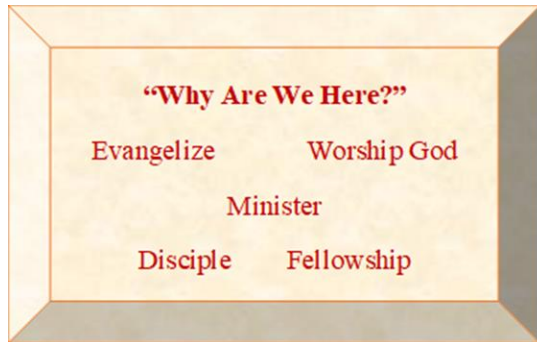 “Why Are We Here?”
Evangelize Worship God
Minister
Disciple Fellowship